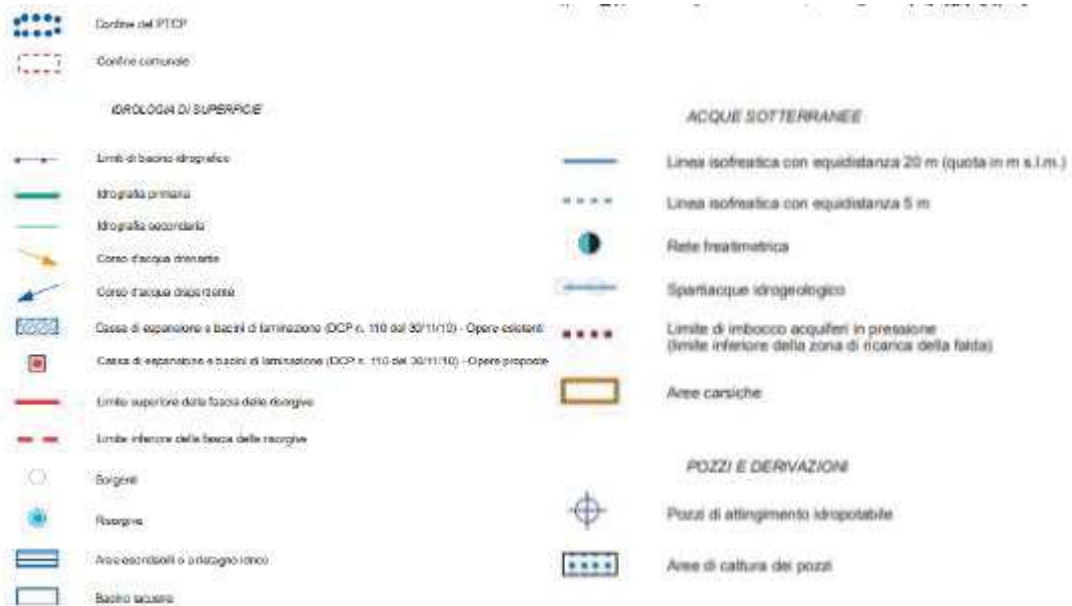 Confine del PTCP
Confine comunale
IDROLOGIA DI SUPERFICIE
Limiti di bacino idrografico
Idrografia primaria
Idrografia secondaria
Corso d'acqua drenante
Corso d'acqua disperdente
Cassa di espansione e bacini di laminazione (DCP n. 110 del 30/11/10) - Opere esistenti
Cassa di espansione e bacini di laminazione (DCP n. 110 del 30/11/10) - Opere proposte
Limite superiore della fascia delle risorgive
Limite inferiore della fascia delle risorgive
Sorgenti
Risorgive
Aree esondabili o a ristagno idrico
Bacino lacustre
ACQUE SOTTERRANEE
Linea isofreatica con equidistanza 20 m (quota in m s.l.m.)
Linea isofreatica con equidistanza 5 m
Rete freatimetrica
Spartiacque idrogeologico
Limite di imbocco acquiferi in pressione
(limite inferiore della zona di ricarica della falda)
Aree carsiche
POZZI E DERIVAZIONI
Pozzi di attingimento idropotabile
Aree di cattura dei pozzi